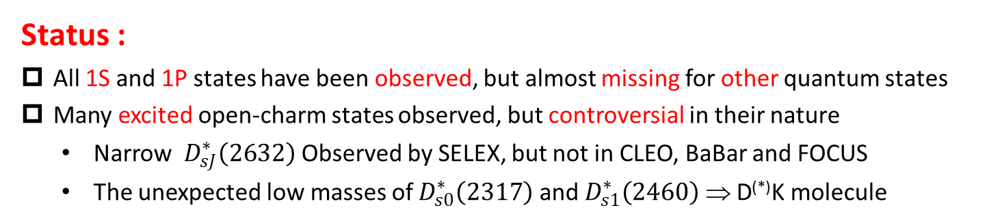 Status :
❑ All 1S and 1P states have been observed, but almost missing for other quantum states
❑ Many excited open-charm states observed, but controversial in their nature
• Narrow $D_{sJ}^{*}(2632)$ Observed by SELEX, but not in CLEO, BaBar and FOCUS
• The unexpected low masses of $D_{s0}^{*}(2317)$ and $D_{s1}^{*}(2460)$ ⟹ D⁽*⁾K molecule